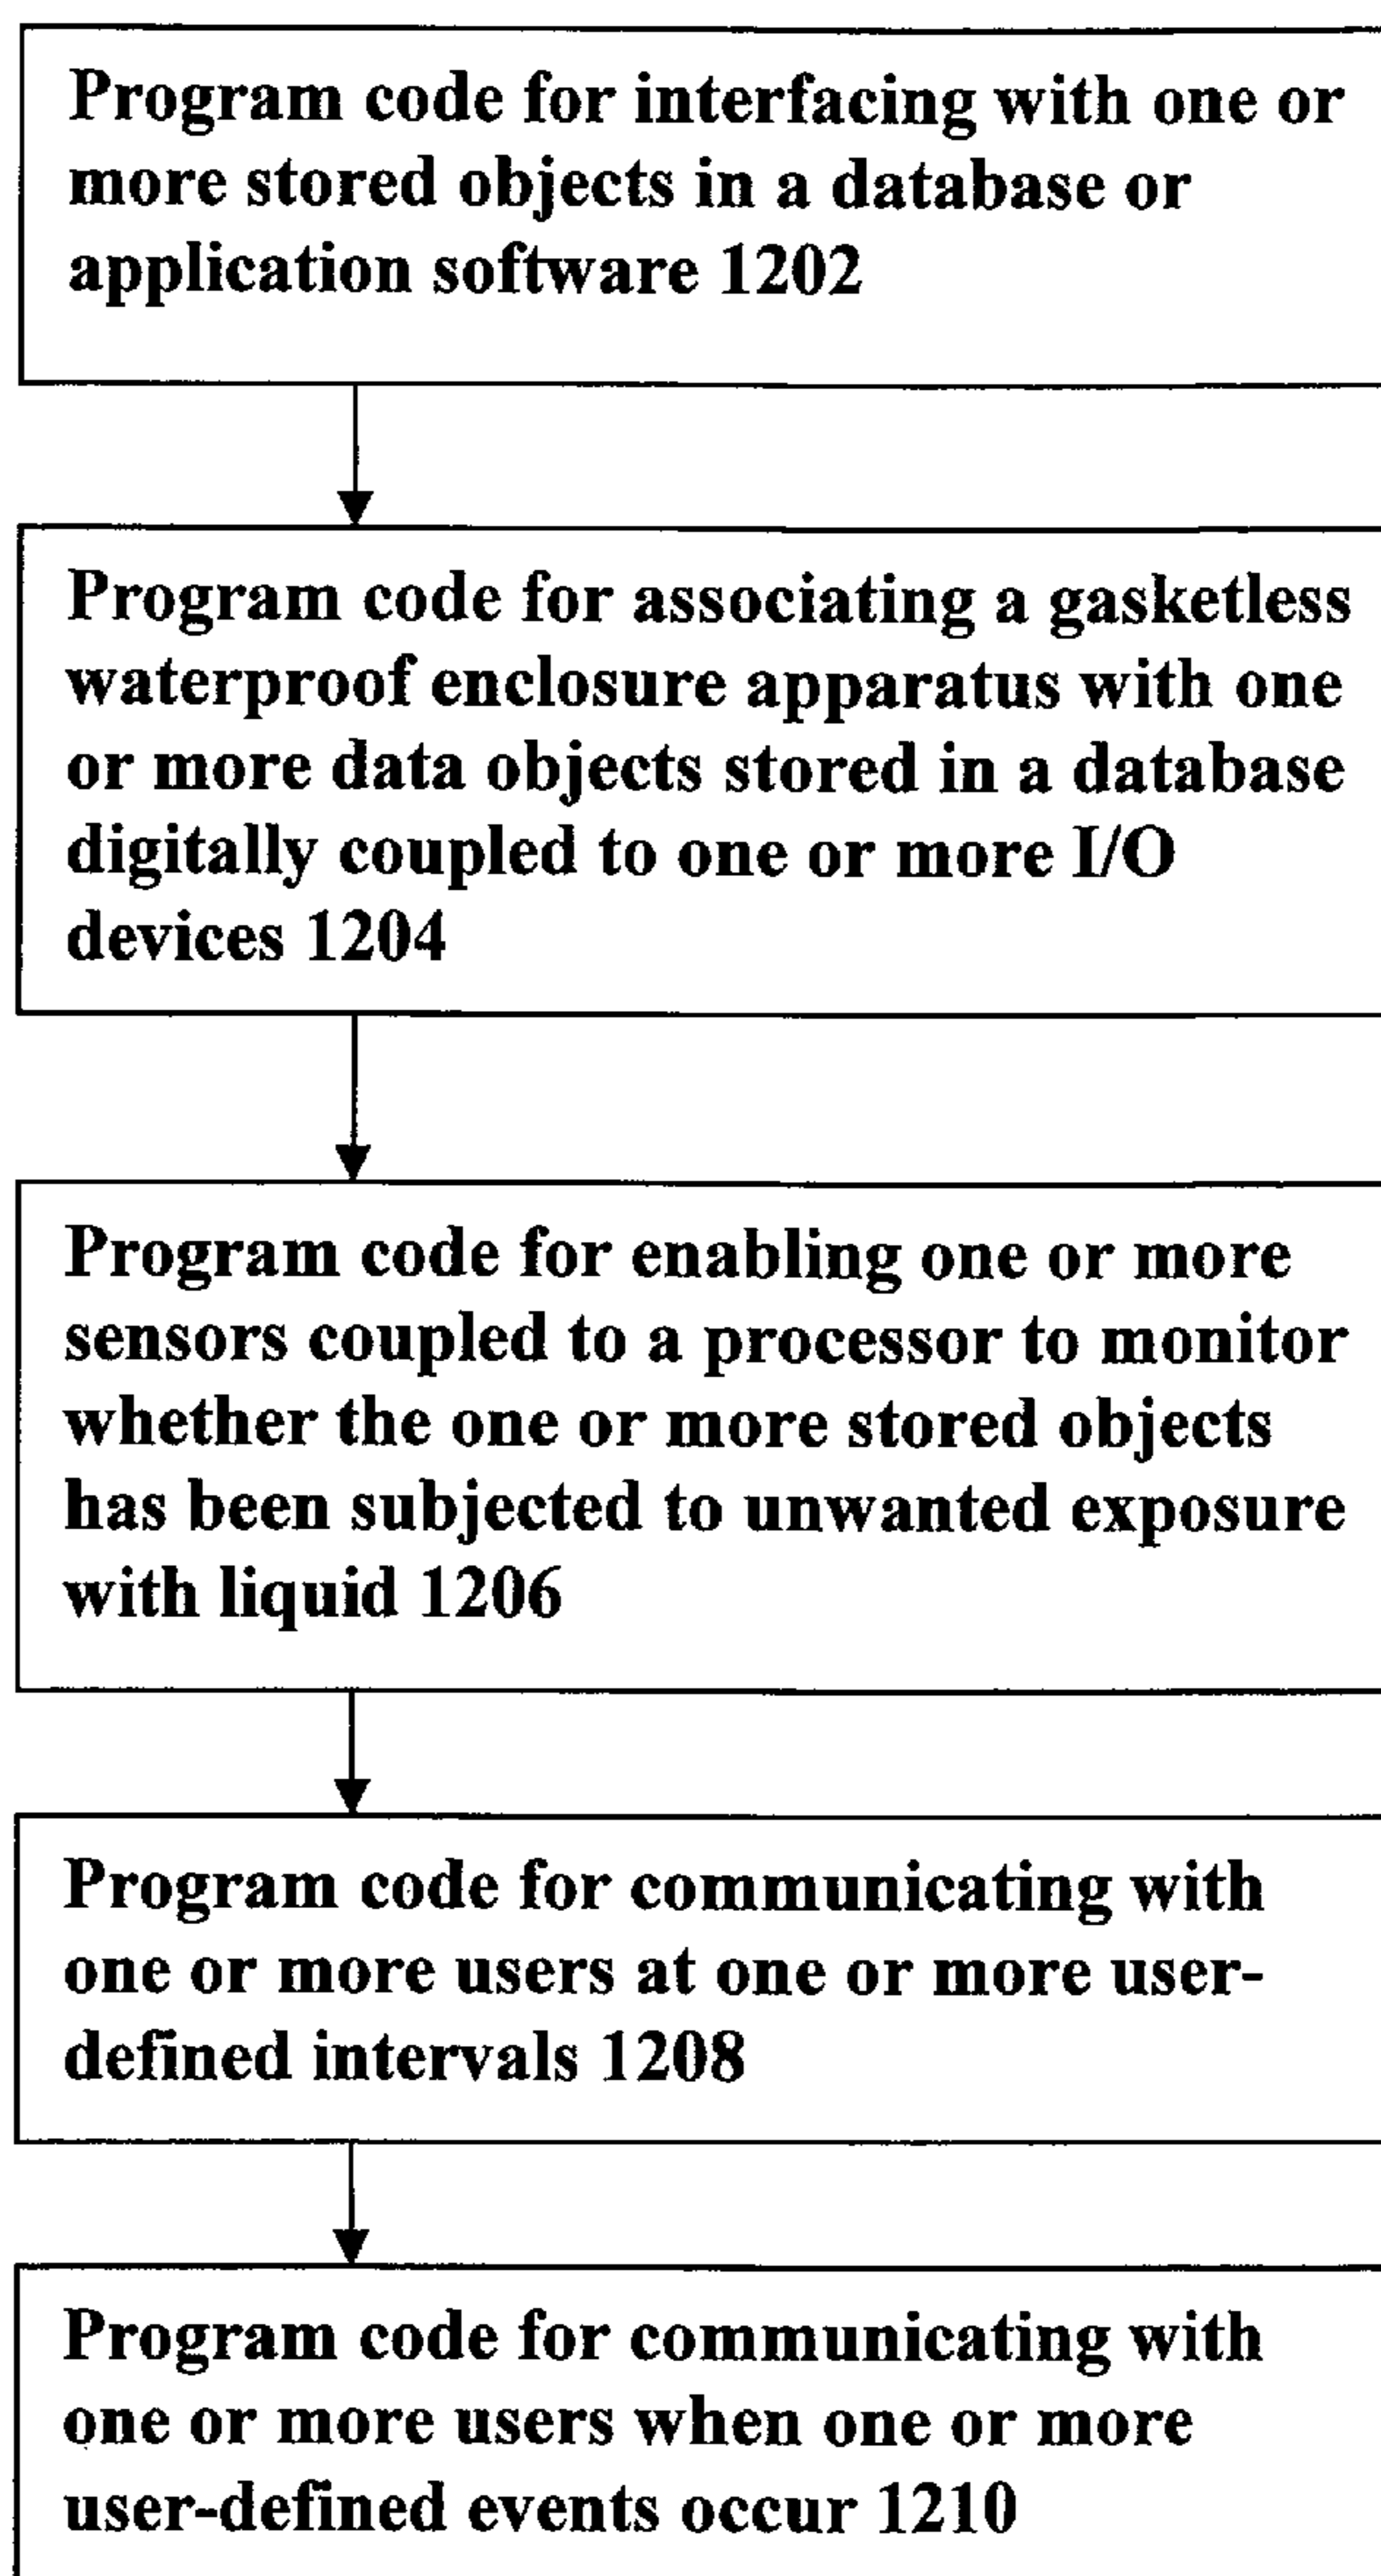 Program code for interfacing with one or
more stored objects in a database or
application software 1202
Program code for associating a gasketless
waterproof enclosure apparatus with one
or more data objects stored in a database
digitally coupled to one or more I/O
devices 1204
Program code for enabling one or more
sensors coupled to a processor to monitor
whether the one or more stored objects
has been subjected to unwanted exposure
with liquid 1206
Program code for communicating with
one or more users at one or more user-
defined intervals 1208
Program code for communicating with
one or more users when one or more
user-defined events occur 1210